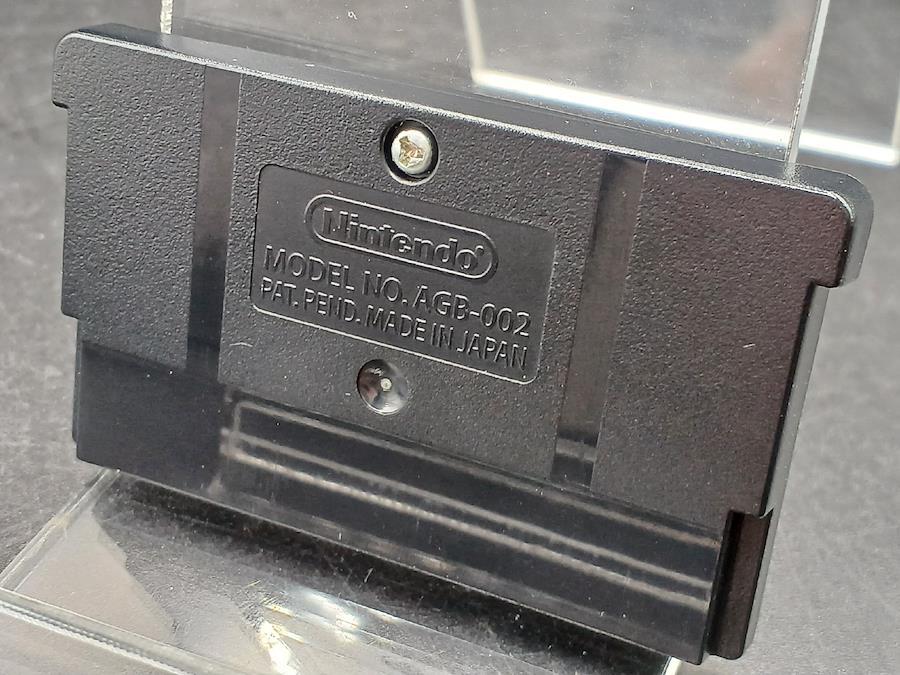 Nintendo®
MODEL NO. AGB-002
PAT. PEND. MADE IN JAPAN